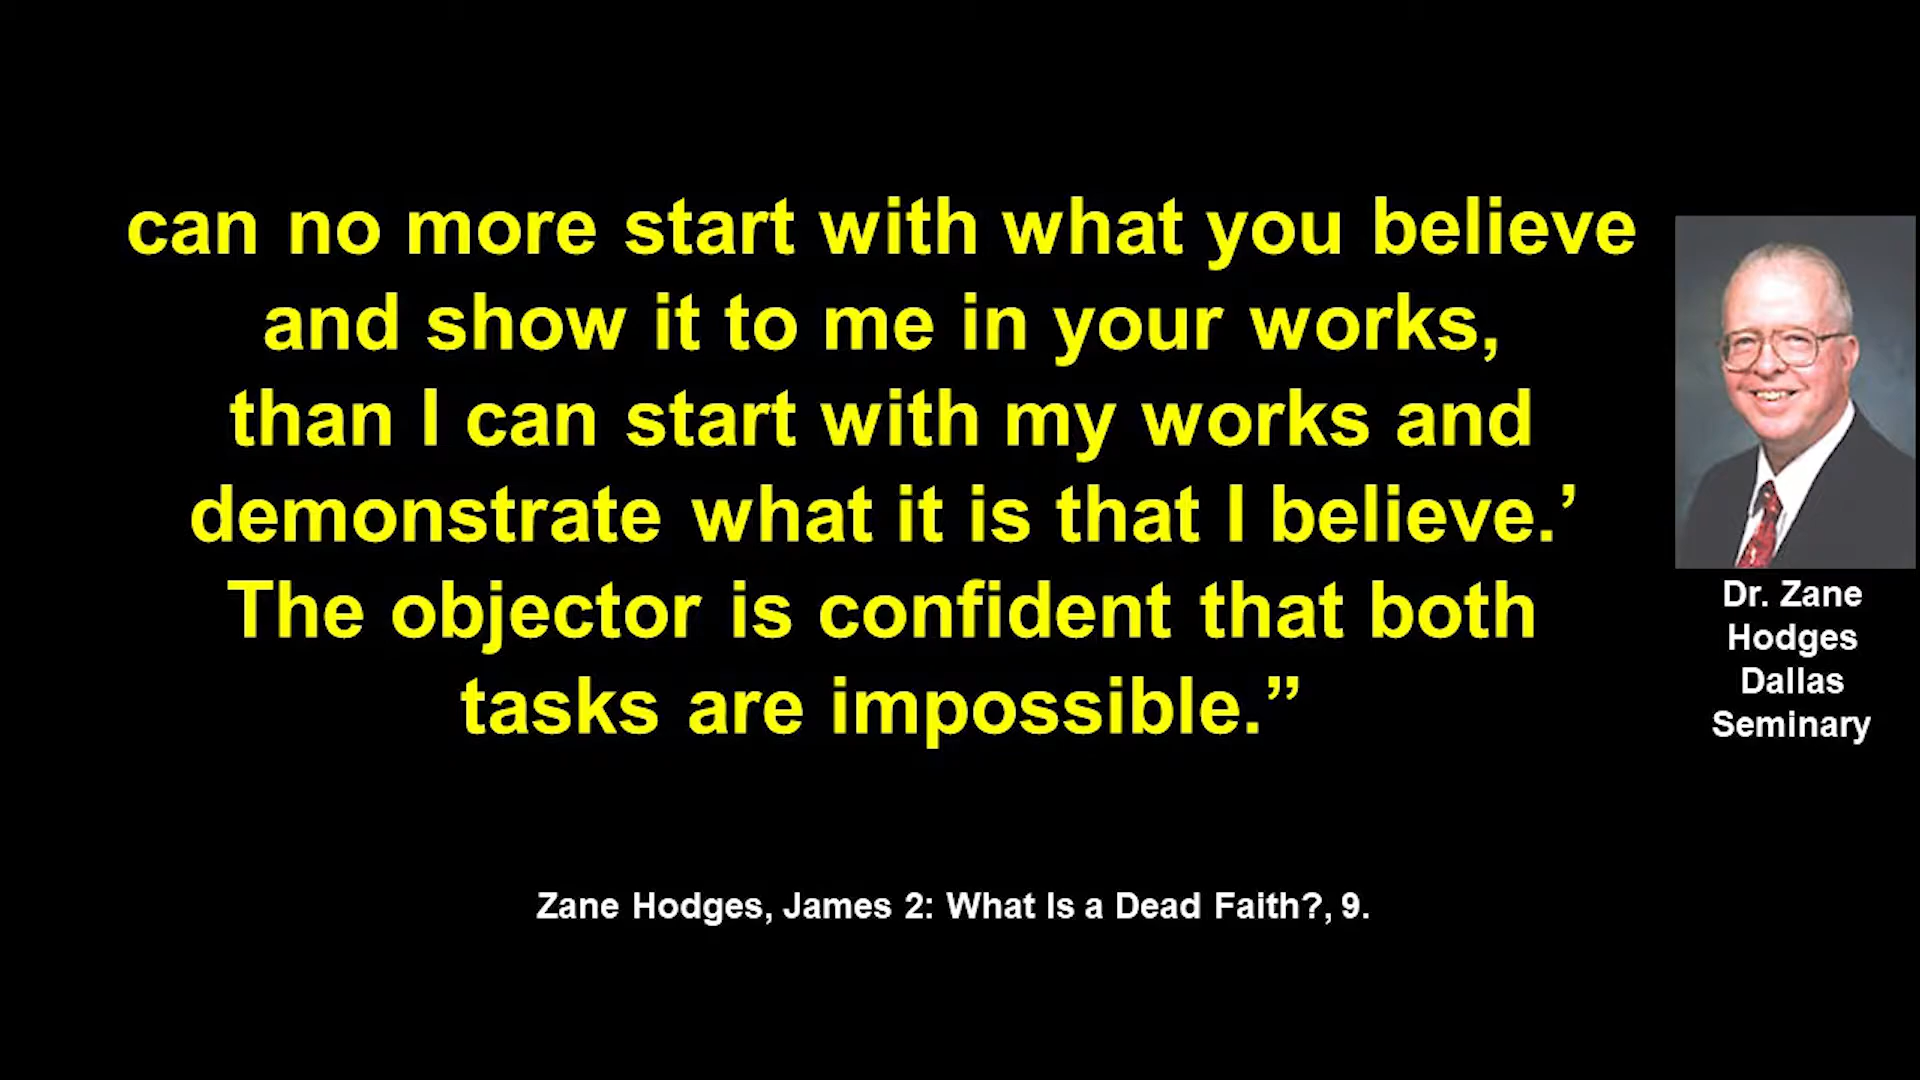 can no more start with what you believe
and show it to me in your works,
than I can start with my works and
demonstrate what it is that I believe.’
The objector is confident that both
tasks are impossible.”
Dr. Zane
Hodges
Dallas
Seminary
Zane Hodges, James 2: What Is a Dead Faith?, 9.